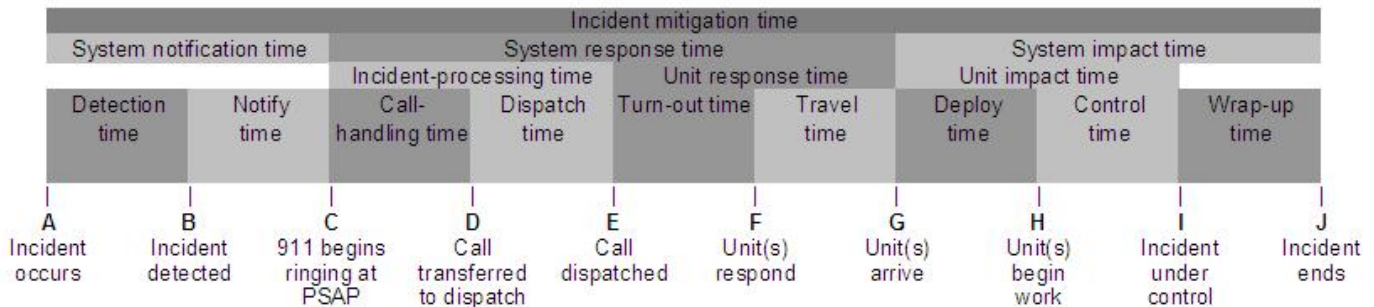 Incident mitigation time
System notification time System response time System impact time
Incident-processing time Unit response time Unit impact time
Detection Notify Call- Dispatch Turn-out time Travel Deploy Control Wrap-up
time time handling time time time time time time
A B C D E F G H I J
Incident Incident 911 begins Call Call Unit(s) Unit(s) Unit(s) Incident Incident
occurs detected ringing at transferred dispatched respond arrive begin under ends
PSAP to dispatch work control